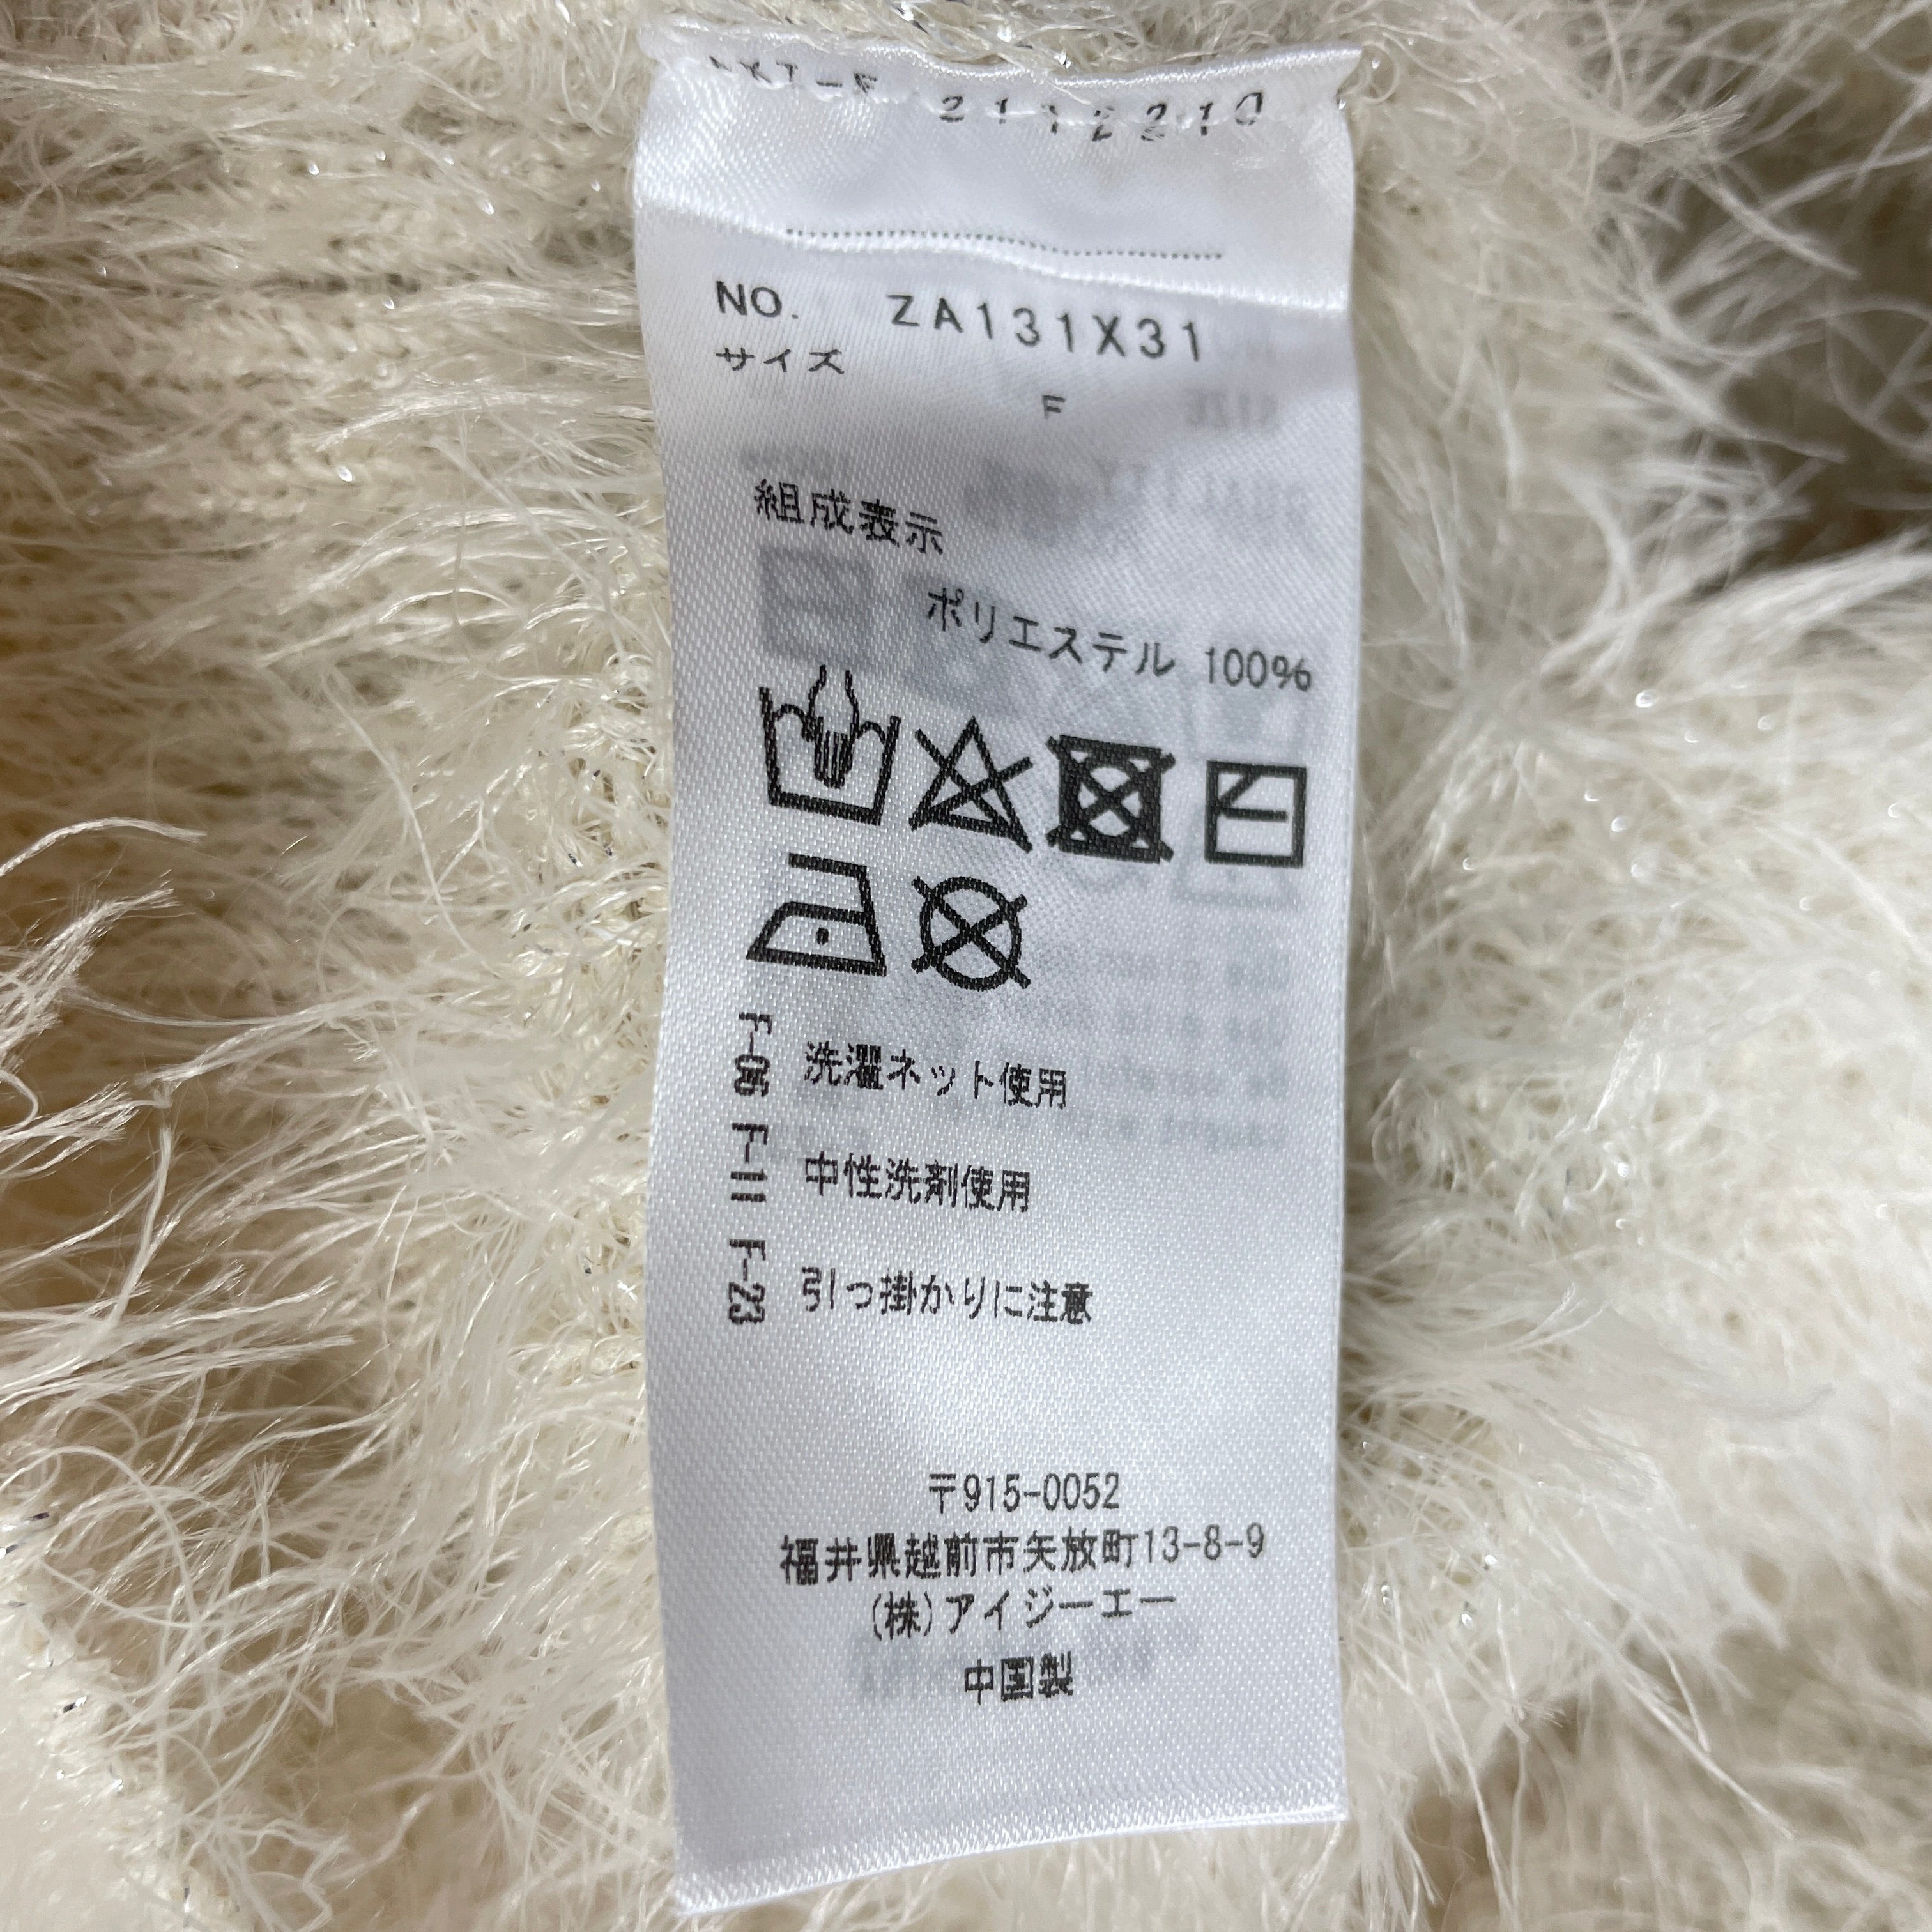 2112210
NO. ZA131X31
サイズ
F
組成表示
ポリエステル 100%
F-06 洗濯ネット使用
F-11 中性洗剤使用
F-23 引っ掛かりに注意
〒915-0052
福井県越前市矢放町13-8-9
(株)アイジーエー
中国製